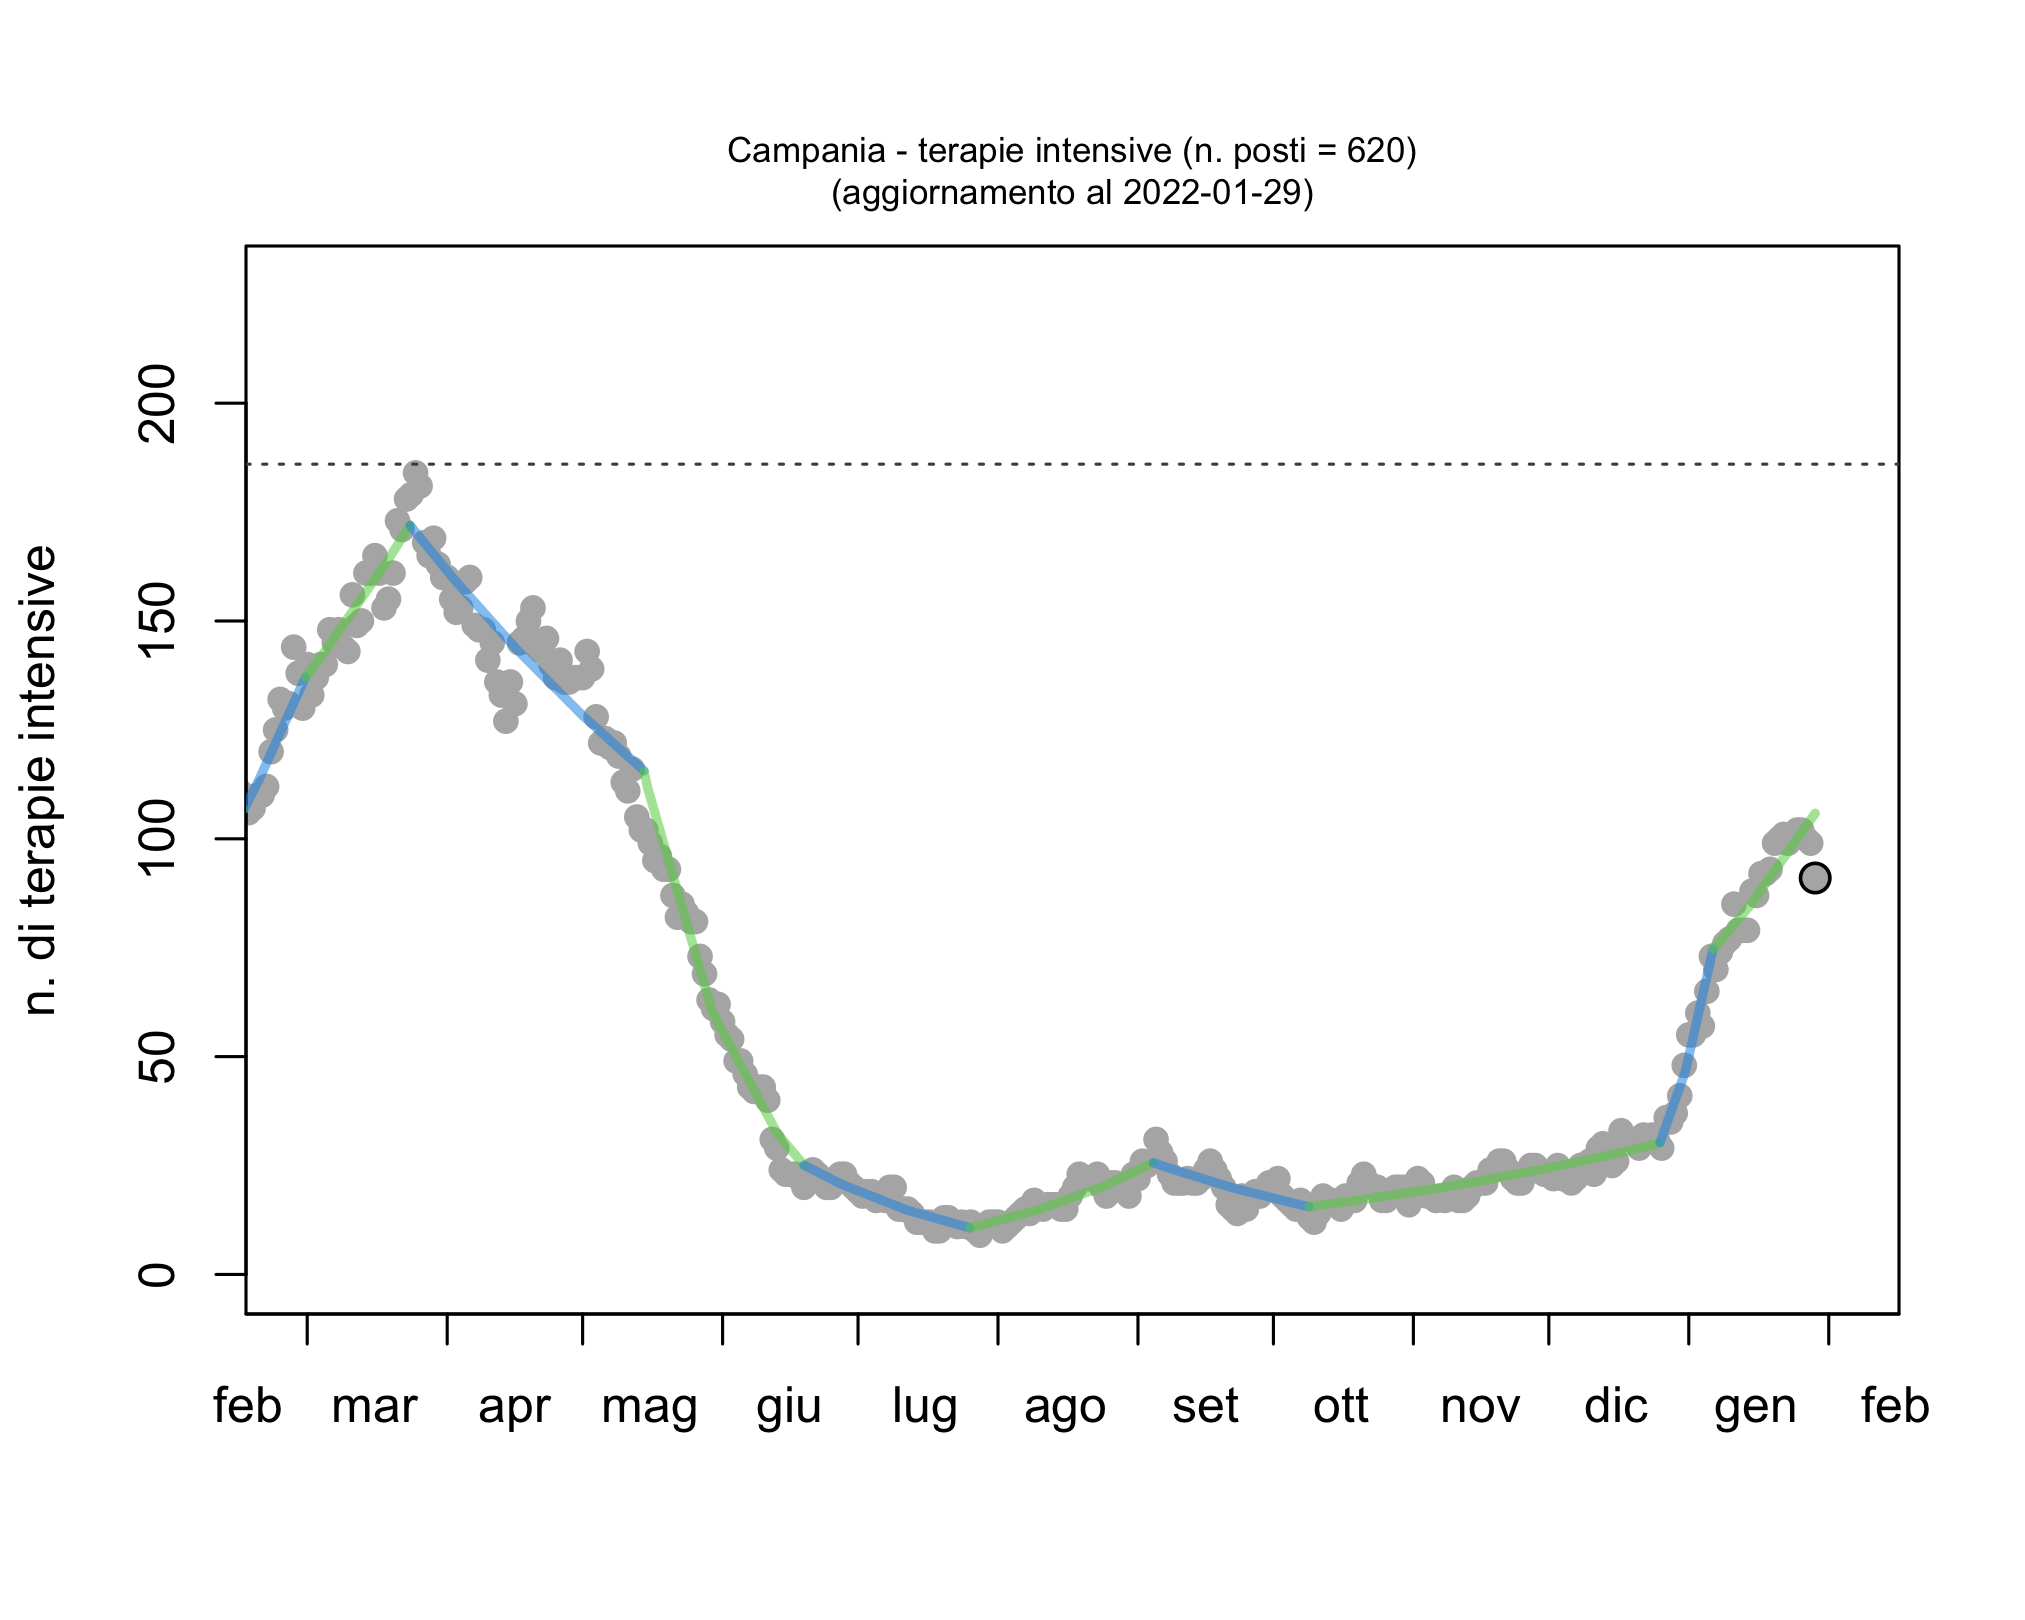 Campania - terapie intensive (n. posti = 620)
(aggiornamento al 2022-01-29)
n. di terapie intensive
200
150
100
50
0
feb mar apr mag giu lug ago set ott nov dic gen feb